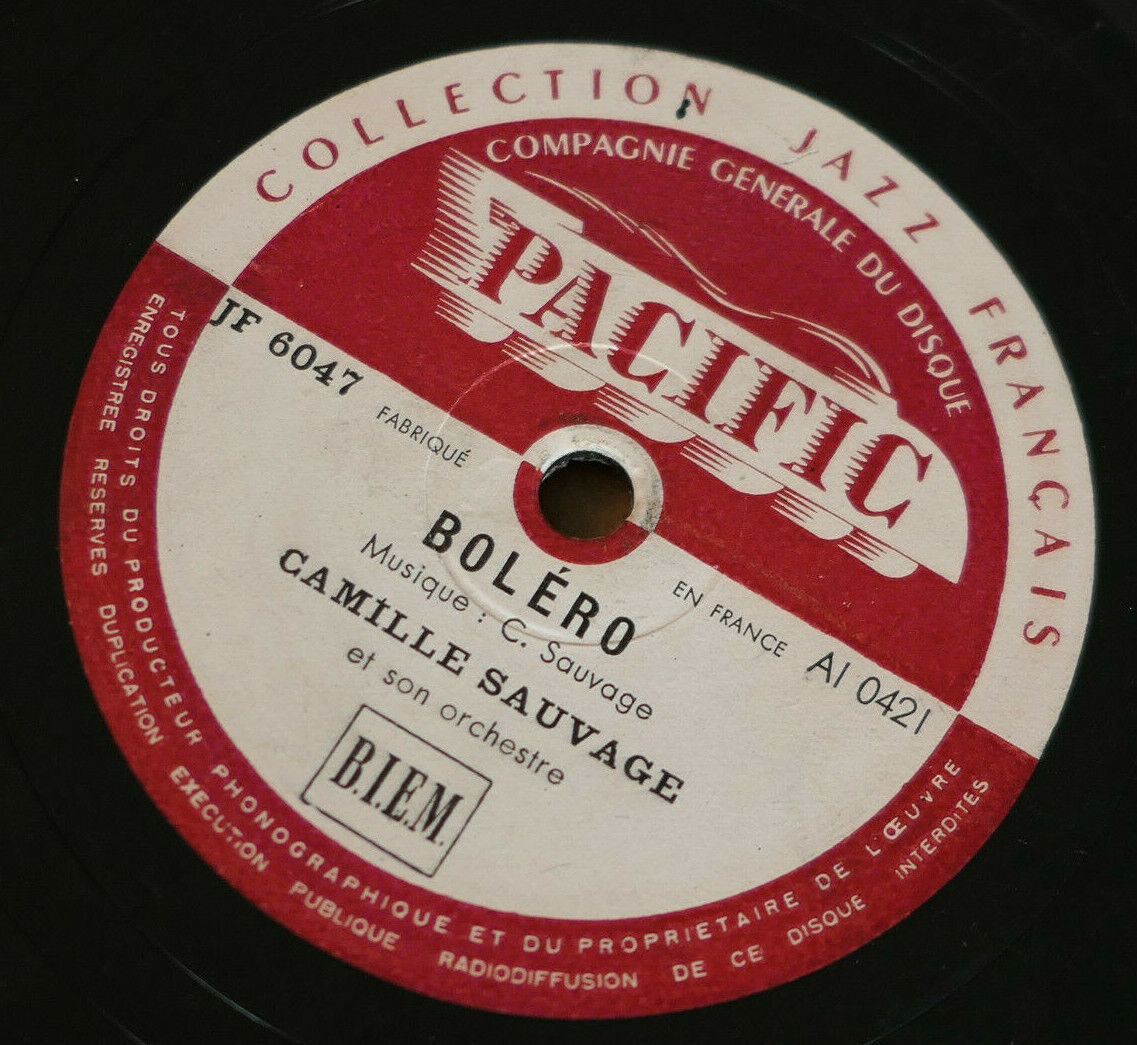 COLLECTION JAZZ FRANÇAIS
COMPAGNIE GENERALE DU DISQUE
PACIFIC
JF 6047
FABRIQUÉ
EN FRANCE
AI 0421
BOLÉRO
Musique : C. Sauvage
CAMILLE SAUVAGE
et son orchestre
B.I.E.M.
TOUS DROITS DU PRODUCTEUR PHONOGRAPHIQUE ET DU PROPRIETAIRE DE L'ŒUVRE
ENREGISTREE RESERVES DUPLICATION EXECUTION PUBLIQUE RADIODIFFUSION DE CE DISQUE INTERDITES